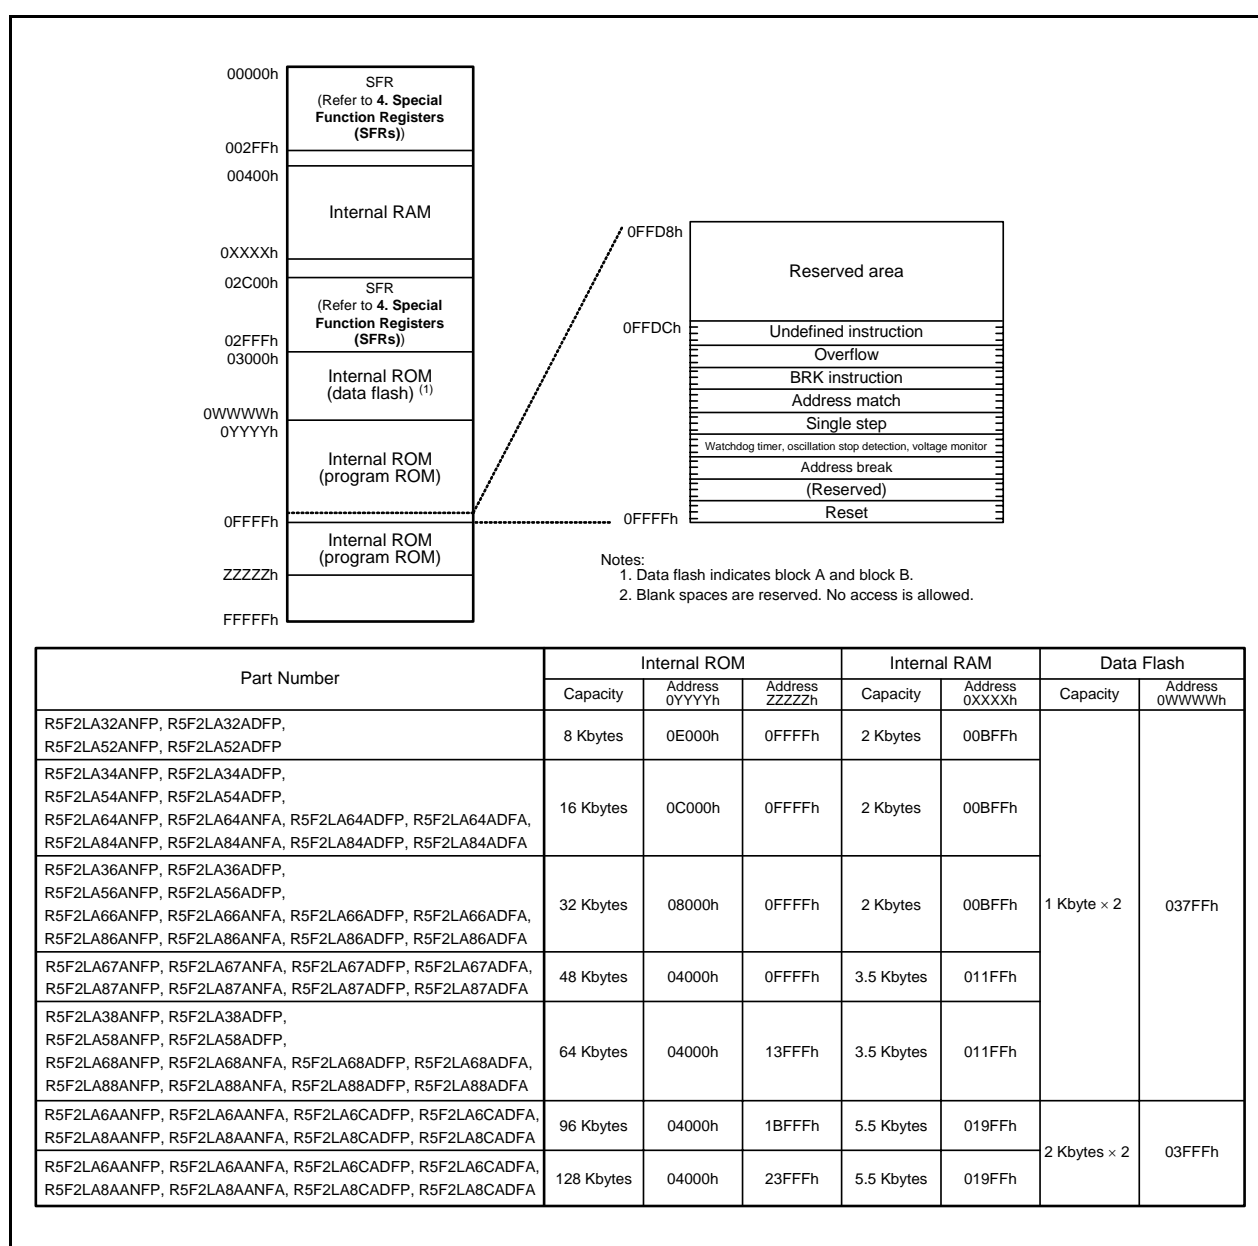 00000h
SFR
(Refer to 4. Special
Function Registers
(SFRs))
002FFh
00400h
Internal RAM
0XXXXh
02C00h
SFR
(Refer to 4. Special
Function Registers
(SFRs))
02FFFh
03000h
Internal ROM
(data flash) (1)
0WWWWh
0YYYYh
Internal ROM
(program ROM)
0FFFFh
Internal ROM
(program ROM)
ZZZZZh
FFFFFh
0FFD8h
Reserved area
0FFDCh
Undefined instruction
Overflow
BRK instruction
Address match
Single step
Watchdog timer, oscillation stop detection, voltage monitor
Address break
(Reserved)
Reset
0FFFFh
Notes:
1. Data flash indicates block A and block B.
2. Blank spaces are reserved. No access is allowed.
Part Number
Internal ROM
Internal RAM
Data Flash
Capacity
Address
0YYYYh
Address
ZZZZZh
Capacity
Address
0XXXXh
Capacity
Address
0WWWWh
R5F2LA32ANFP, R5F2LA32ADFP,
R5F2LA52ANFP, R5F2LA52ADFP
8 Kbytes
0E000h
0FFFFh
2 Kbytes
00BFFh
R5F2LA34ANFP, R5F2LA34ADFP,
R5F2LA54ANFP, R5F2LA54ADFP,
R5F2LA64ANFP, R5F2LA64ANFA, R5F2LA64ADFP, R5F2LA64ADFA,
R5F2LA84ANFP, R5F2LA84ANFA, R5F2LA84ADFP, R5F2LA84ADFA
16 Kbytes
0C000h
0FFFFh
2 Kbytes
00BFFh
R5F2LA36ANFP, R5F2LA36ADFP,
R5F2LA56ANFP, R5F2LA56ADFP,
R5F2LA66ANFP, R5F2LA66ANFA, R5F2LA66ADFP, R5F2LA66ADFA,
R5F2LA86ANFP, R5F2LA86ANFA, R5F2LA86ADFP, R5F2LA86ADFA
32 Kbytes
08000h
0FFFFh
2 Kbytes
00BFFh
1 Kbyte × 2
037FFh
R5F2LA67ANFP, R5F2LA67ANFA, R5F2LA67ADFP, R5F2LA67ADFA,
R5F2LA87ANFP, R5F2LA87ANFA, R5F2LA87ADFP, R5F2LA87ADFA
48 Kbytes
04000h
0FFFFh
3.5 Kbytes
011FFh
R5F2LA38ANFP, R5F2LA38ADFP,
R5F2LA58ANFP, R5F2LA58ADFP,
R5F2LA68ANFP, R5F2LA68ANFA, R5F2LA68ADFP, R5F2LA68ADFA,
R5F2LA88ANFP, R5F2LA88ANFA, R5F2LA88ADFP, R5F2LA88ADFA
64 Kbytes
04000h
13FFFh
3.5 Kbytes
011FFh
R5F2LA6AANFP, R5F2LA6AANFA, R5F2LA6CADFP, R5F2LA6CADFA,
R5F2LA8AANFP, R5F2LA8AANFA, R5F2LA8CADFP, R5F2LA8CADFA
96 Kbytes
04000h
1BFFFh
5.5 Kbytes
019FFh
2 Kbytes × 2
03FFFh
R5F2LA6AANFP, R5F2LA6AANFA, R5F2LA6CADFP, R5F2LA6CADFA,
R5F2LA8AANFP, R5F2LA8AANFA, R5F2LA8CADFP, R5F2LA8CADFA
128 Kbytes
04000h
23FFFh
5.5 Kbytes
019FFh